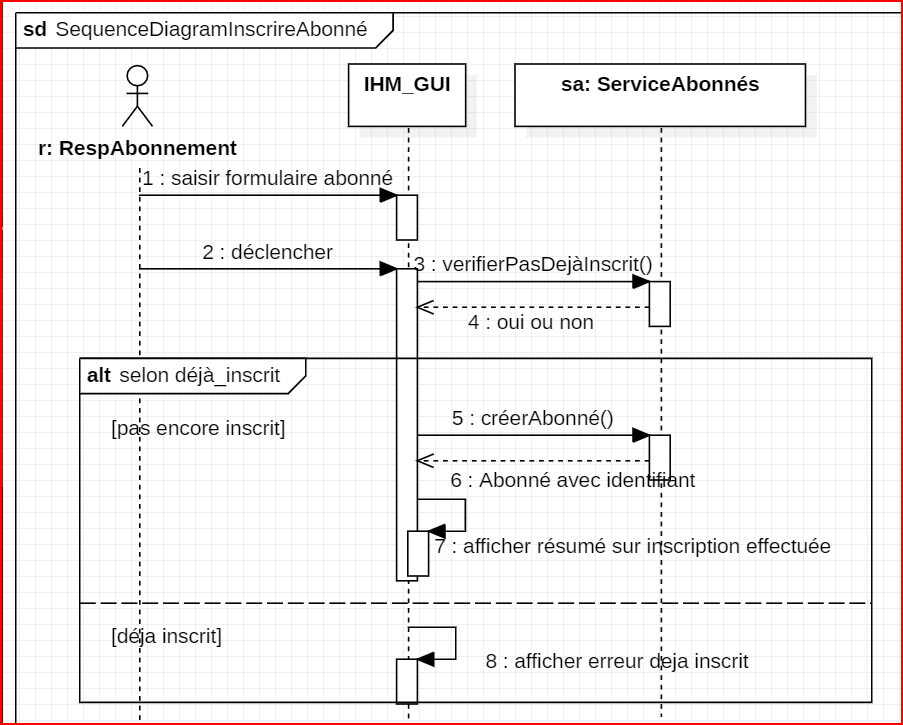 sd SequenceDiagramInscrireAbonné
IHM_GUI
sa: ServiceAbonnés
r: RespAbonnement
1 : saisir formulaire abonné
2 : déclencher
3 : verifierPasDejàInscrit()
4 : oui ou non
alt selon déjà_inscrit
[pas encore inscrit]
5 : créerAbonné()
6 : Abonné avec identifiant
7 : afficher résumé sur inscription effectuée
[déja inscrit]
8 : afficher erreur deja inscrit